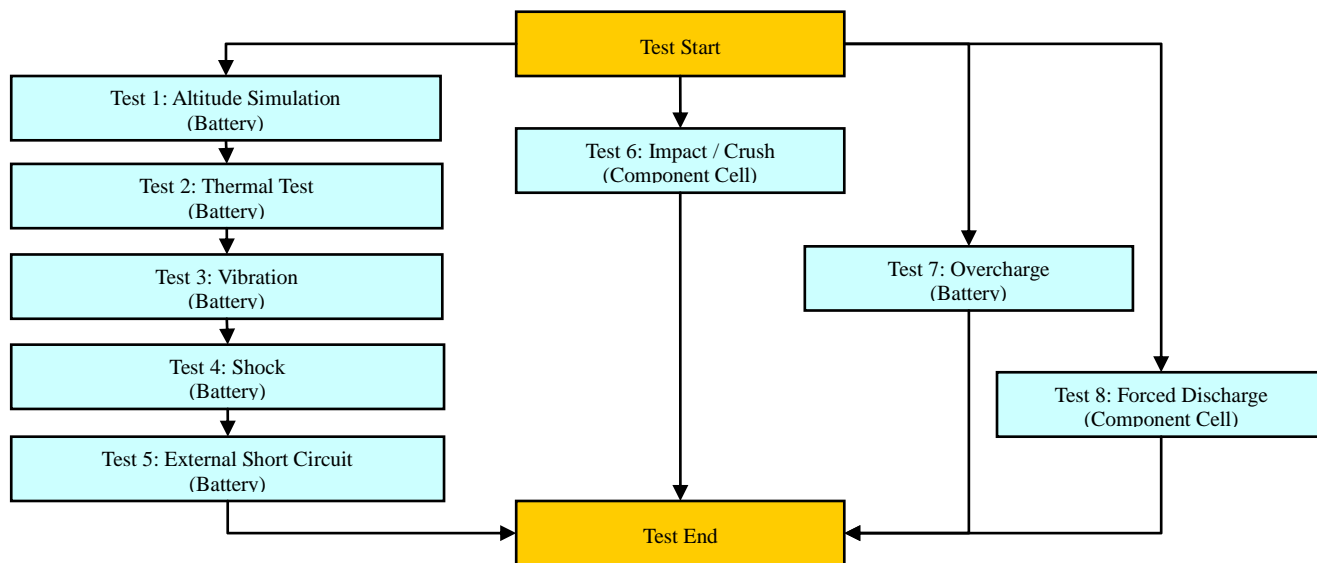 Test Start
Test 1: Altitude Simulation
(Battery)
Test 2: Thermal Test
(Battery)
Test 3: Vibration
(Battery)
Test 4: Shock
(Battery)
Test 5: External Short Circuit
(Battery)
Test 6: Impact / Crush
(Component Cell)
Test 7: Overcharge
(Battery)
Test 8: Forced Discharge
(Component Cell)
Test End